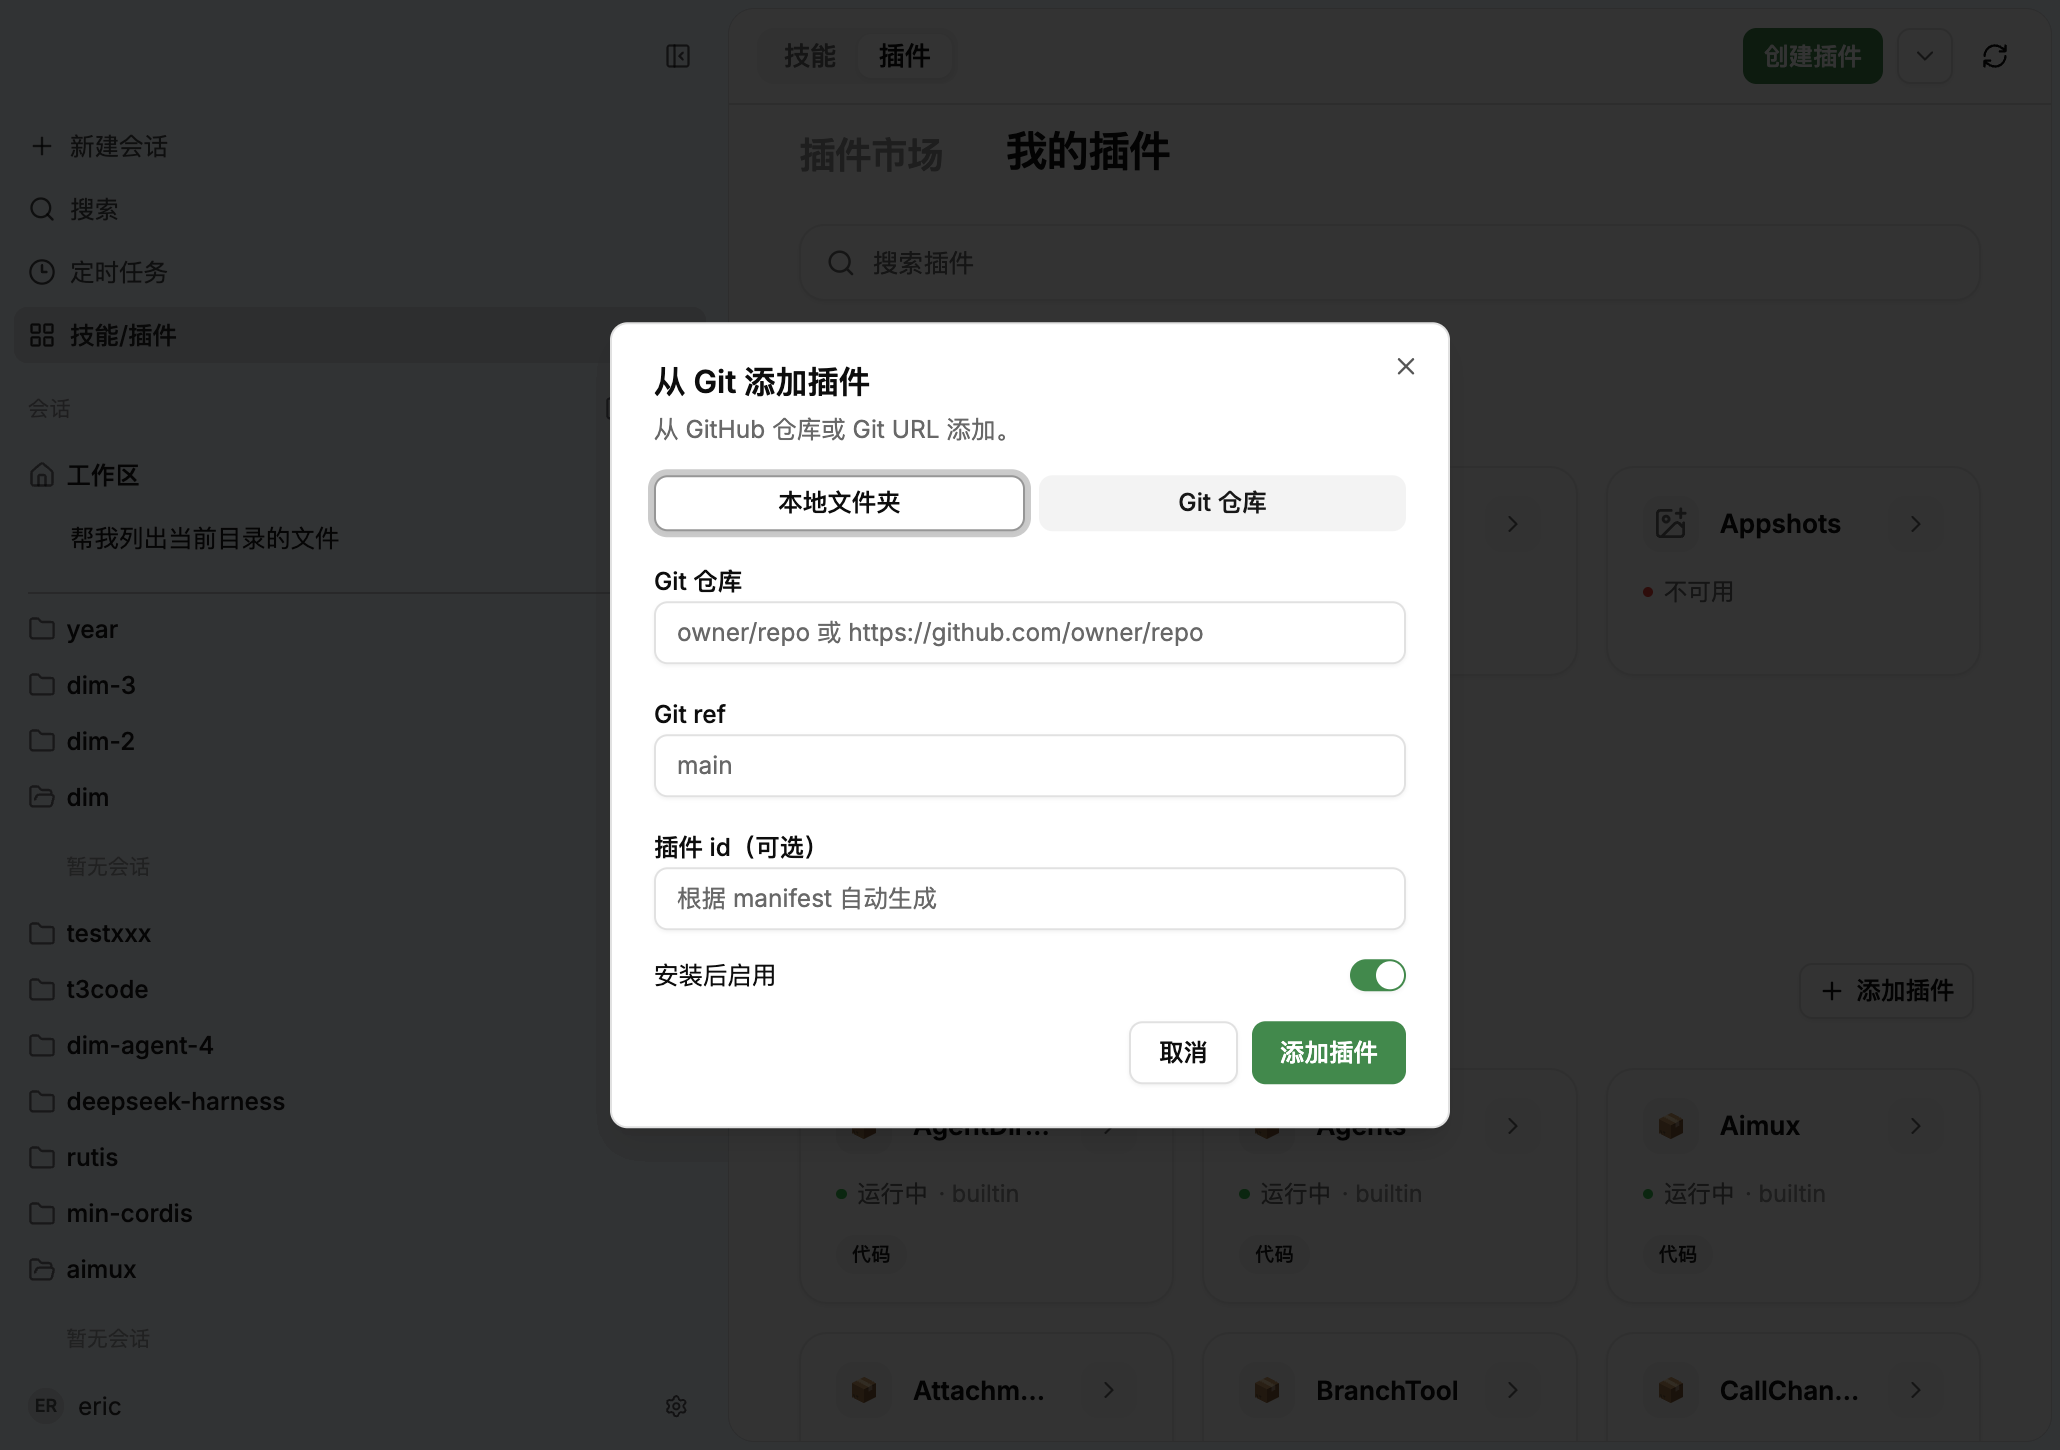 新建会话
搜索
定时任务
技能/插件
会话
工作区
帮我列出当前目录的文件
year
dim-3
dim-2
dim
暂无会话
testxxx
t3code
dim-agent-4
deepseek-harness
rutis
min-cordis
aimux
暂无会话
ER eric
技能 插件
创建插件
插件市场 我的插件
搜索插件
Appshots
不可用
添加插件
从 Git 添加插件
从 GitHub 仓库或 Git URL 添加。
本地文件夹 Git 仓库
Git 仓库
owner/repo 或 https://github.com/owner/repo
Git ref
main
插件 id（可选）
根据 manifest 自动生成
安装后启用
取消 添加插件
AgentDir... Agents Aimux
运行中 · builtin 运行中 · builtin 运行中 · builtin
代码 代码 代码
Attachm... BranchTool CallChan...